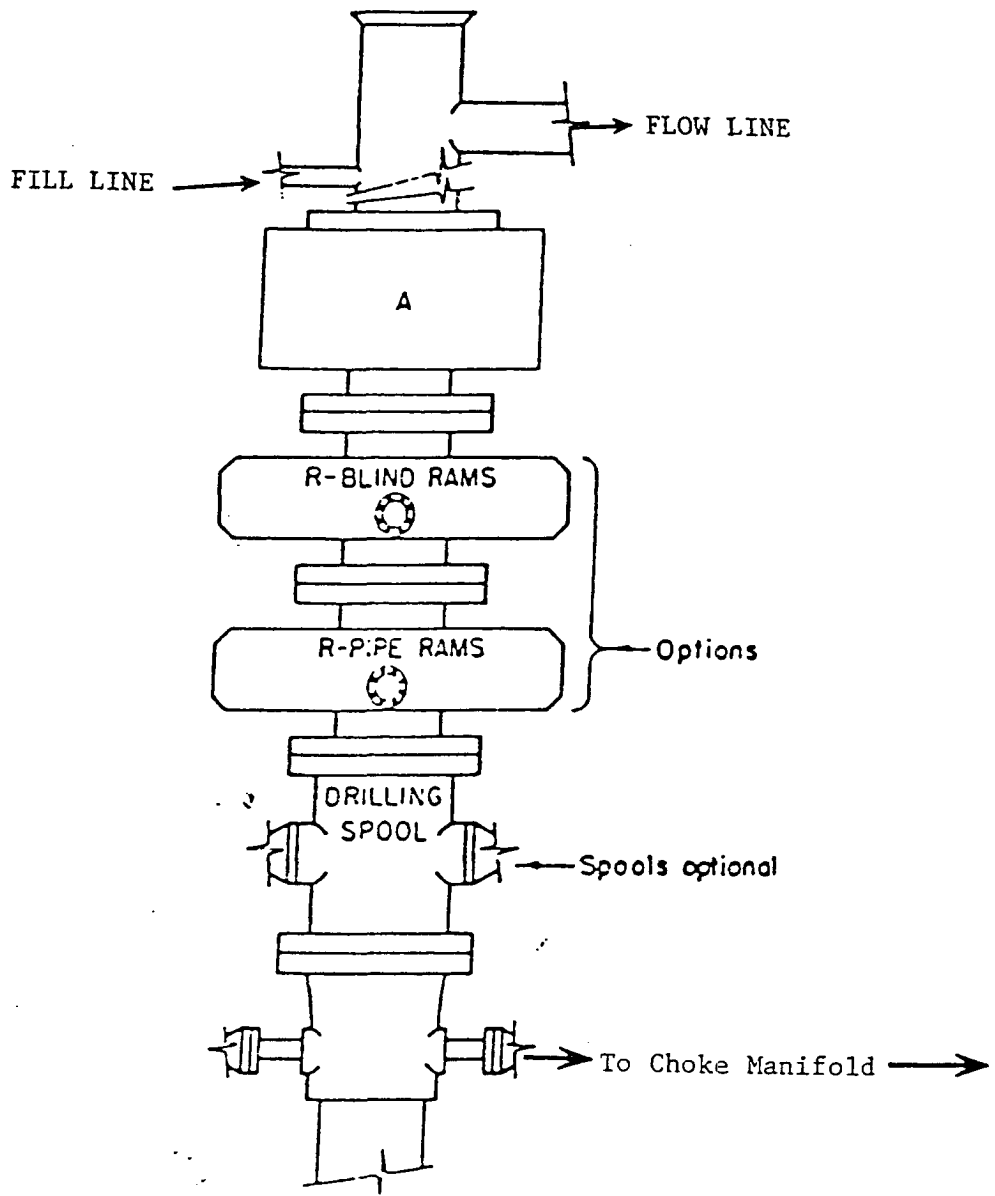 FLOW LINE
FILL LINE
A
R-BLIND RAMS
R-PIPE RAMS
Options
DRILLING
SPOOL
Spools optional
To Choke Manifold